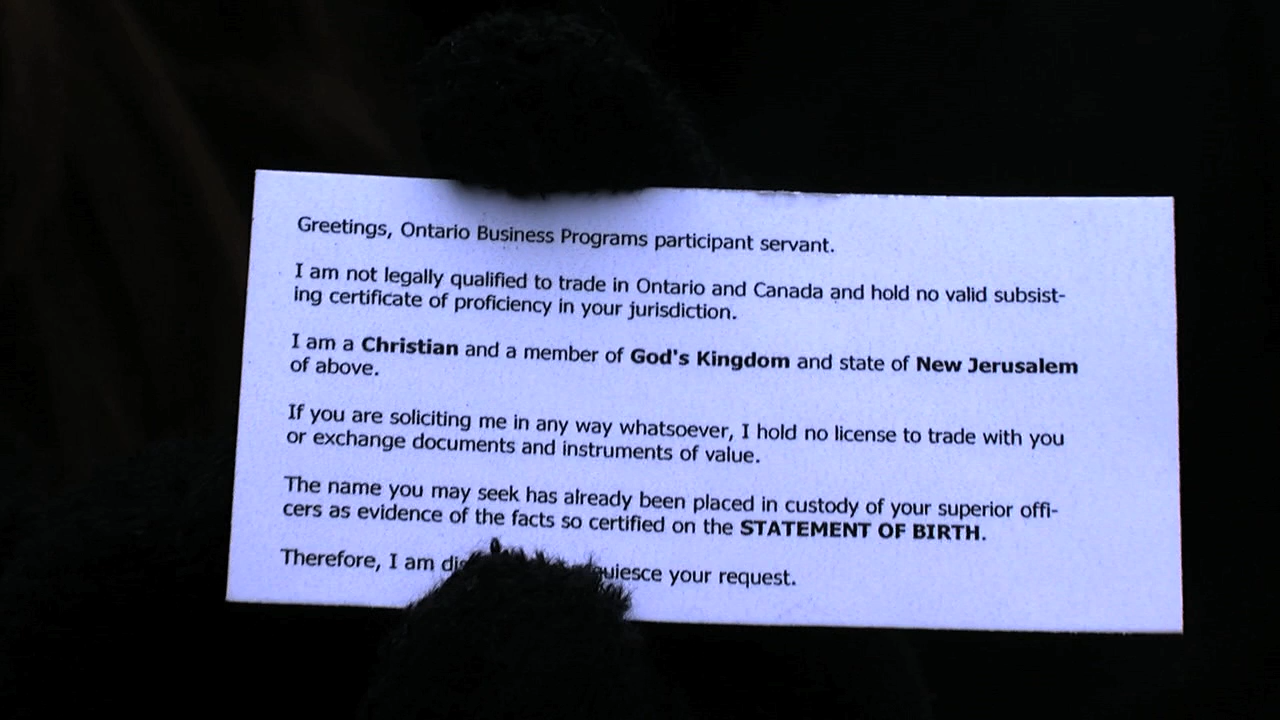 Greetings, Ontario Business Programs participant servant.
I am not legally qualified to trade in Ontario and Canada and hold no valid subsist-
ing certificate of proficiency in your jurisdiction.
I am a Christian and a member of God's Kingdom and state of New Jerusalem
of above.
If you are soliciting me in any way whatsoever, I hold no license to trade with you
or exchange documents and instruments of value.
The name you may seek has already been placed in custody of your superior offi-
cers as evidence of the facts so certified on the STATEMENT OF BIRTH.
Therefore, I am your request.